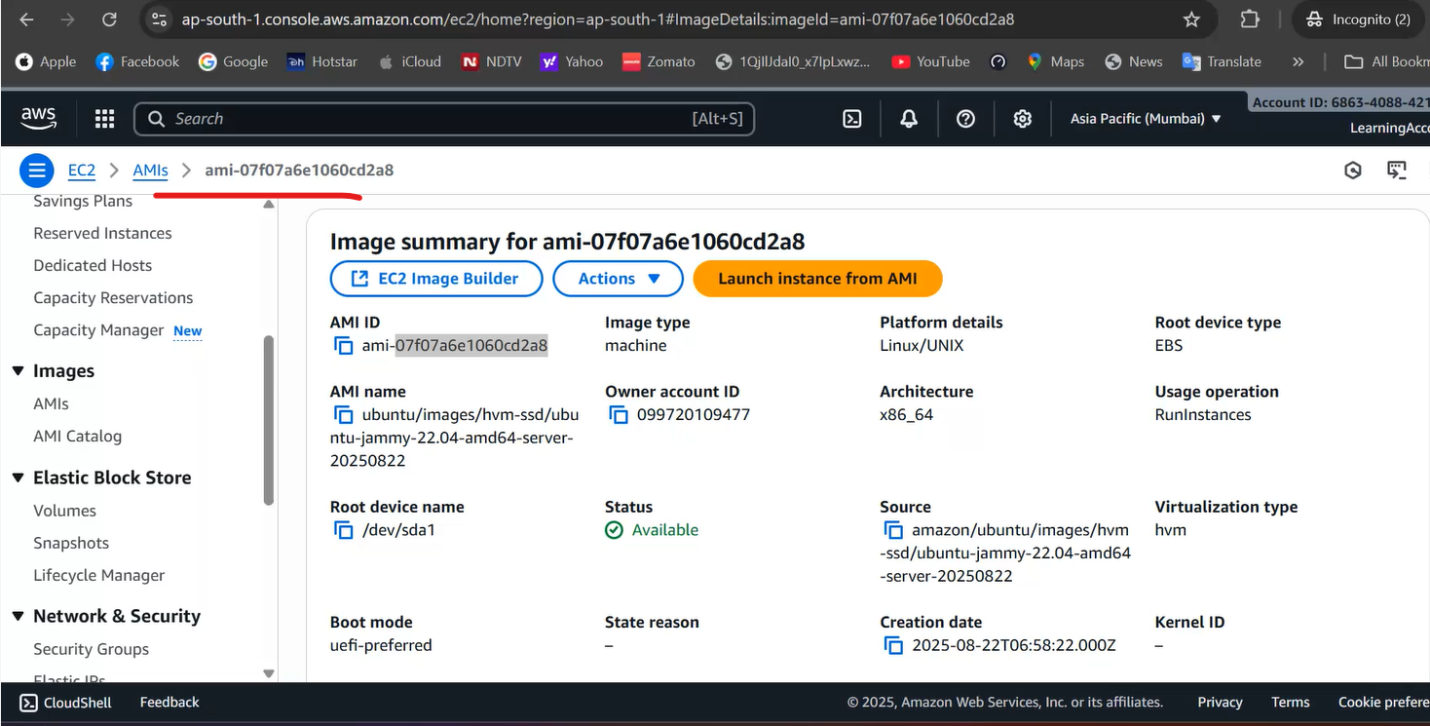 ap-south-1.console.aws.amazon.com/ec2/home?region=ap-south-1#ImageDetails:imageId=ami-07f07a6e1060cd2a8
Incognito (2)
Apple Facebook Google Hotstar iCloud NDTV Yahoo Zomato YouTube Maps News Translate » All Bookm
aws Search [Alt+S] Asia Pacific (Mumbai) ▼ Account ID: 6863-4088-421
LearningAcco
EC2 > AMIs > ami-07f07a6e1060cd2a8
Savings Plans
Reserved Instances
Dedicated Hosts
Capacity Reservations
Capacity Manager New
Images
AMIs
AMI Catalog
Elastic Block Store
Volumes
Snapshots
Lifecycle Manager
Network & Security
Security Groups
Elastic IPs
Image summary for ami-07f07a6e1060cd2a8
EC2 Image Builder Actions ▼ Launch instance from AMI
AMI ID
ami-07f07a6e1060cd2a8
Image type
machine
Platform details
Linux/UNIX
Root device type
EBS
AMI name
ubuntu/images/hvm-ssd/ubu
ntu-jammy-22.04-amd64-server-
20250822
Owner account ID
099720109477
Architecture
x86_64
Usage operation
RunInstances
Root device name
/dev/sda1
Status
Available
Source
amazon/ubuntu/images/hvm
-ssd/ubuntu-jammy-22.04-amd64
-server-20250822
Virtualization type
hvm
Boot mode
uefi-preferred
State reason
–
Creation date
2025-08-22T06:58:22.000Z
Kernel ID
–
CloudShell Feedback © 2025, Amazon Web Services, Inc. or its affiliates. Privacy Terms Cookie prefere